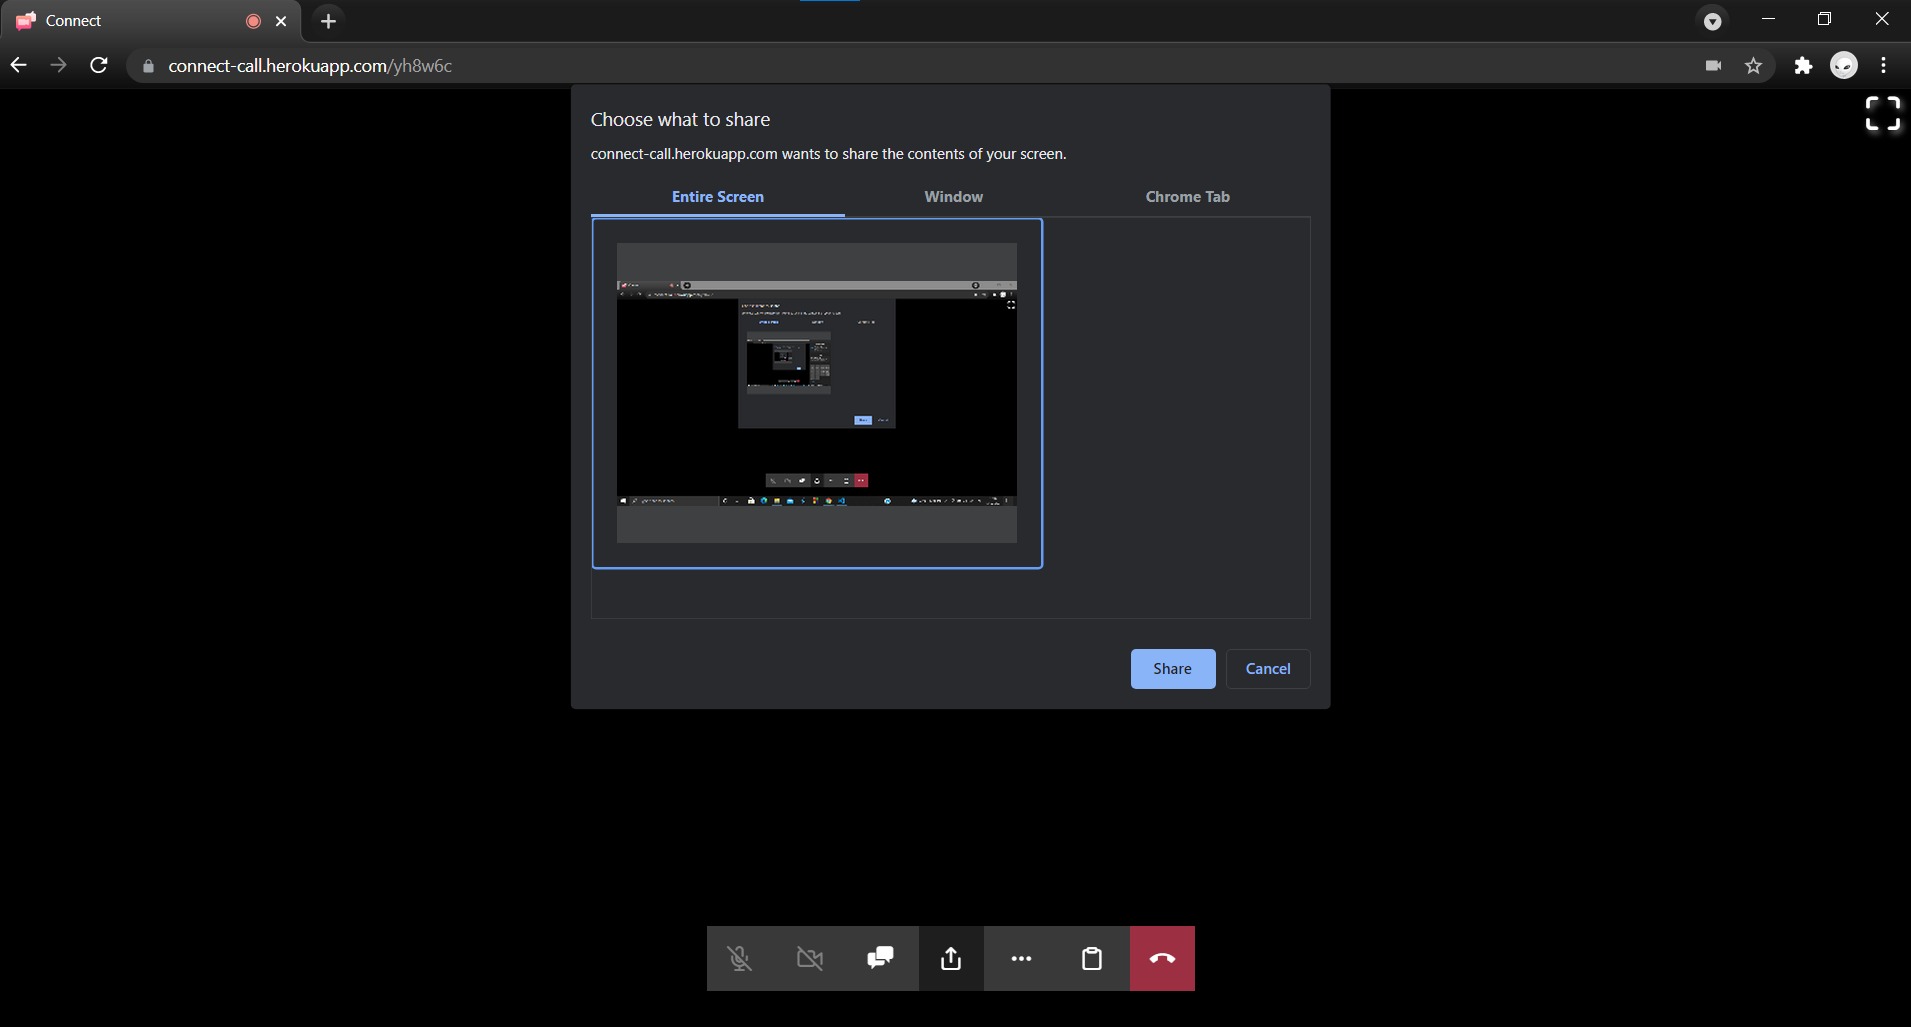 Connect
connect-call.herokuapp.com/yh8w6c
Choose what to share
connect-call.herokuapp.com wants to share the contents of your screen.
Entire Screen Window Chrome Tab
Share Cancel